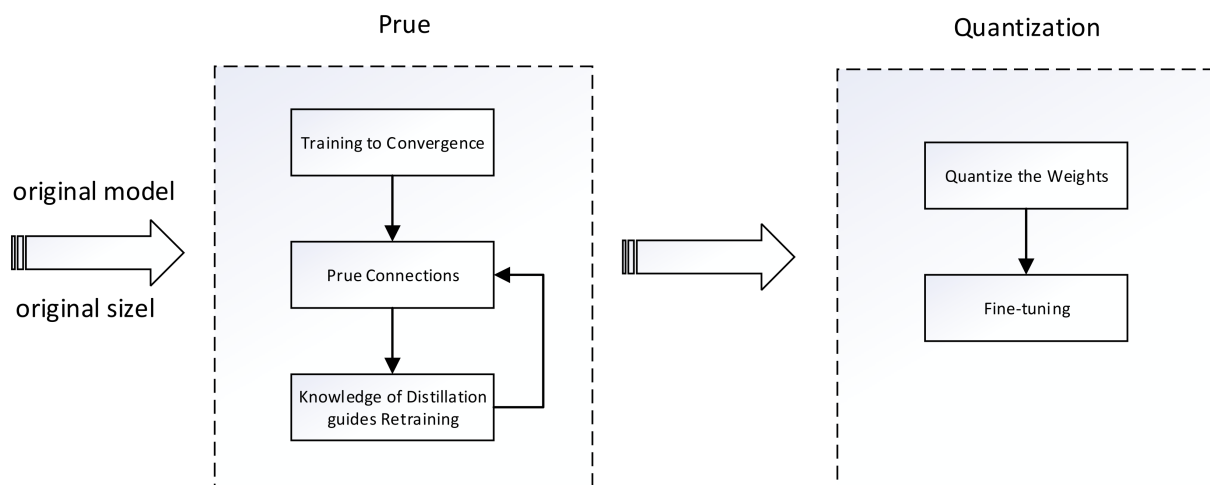 Prue
Quantization
Training to Convergence
original model
original sizel
Prue Connections
Knowledge of Distillation
guides Retraining
Quantize the Weights
Fine-tuning